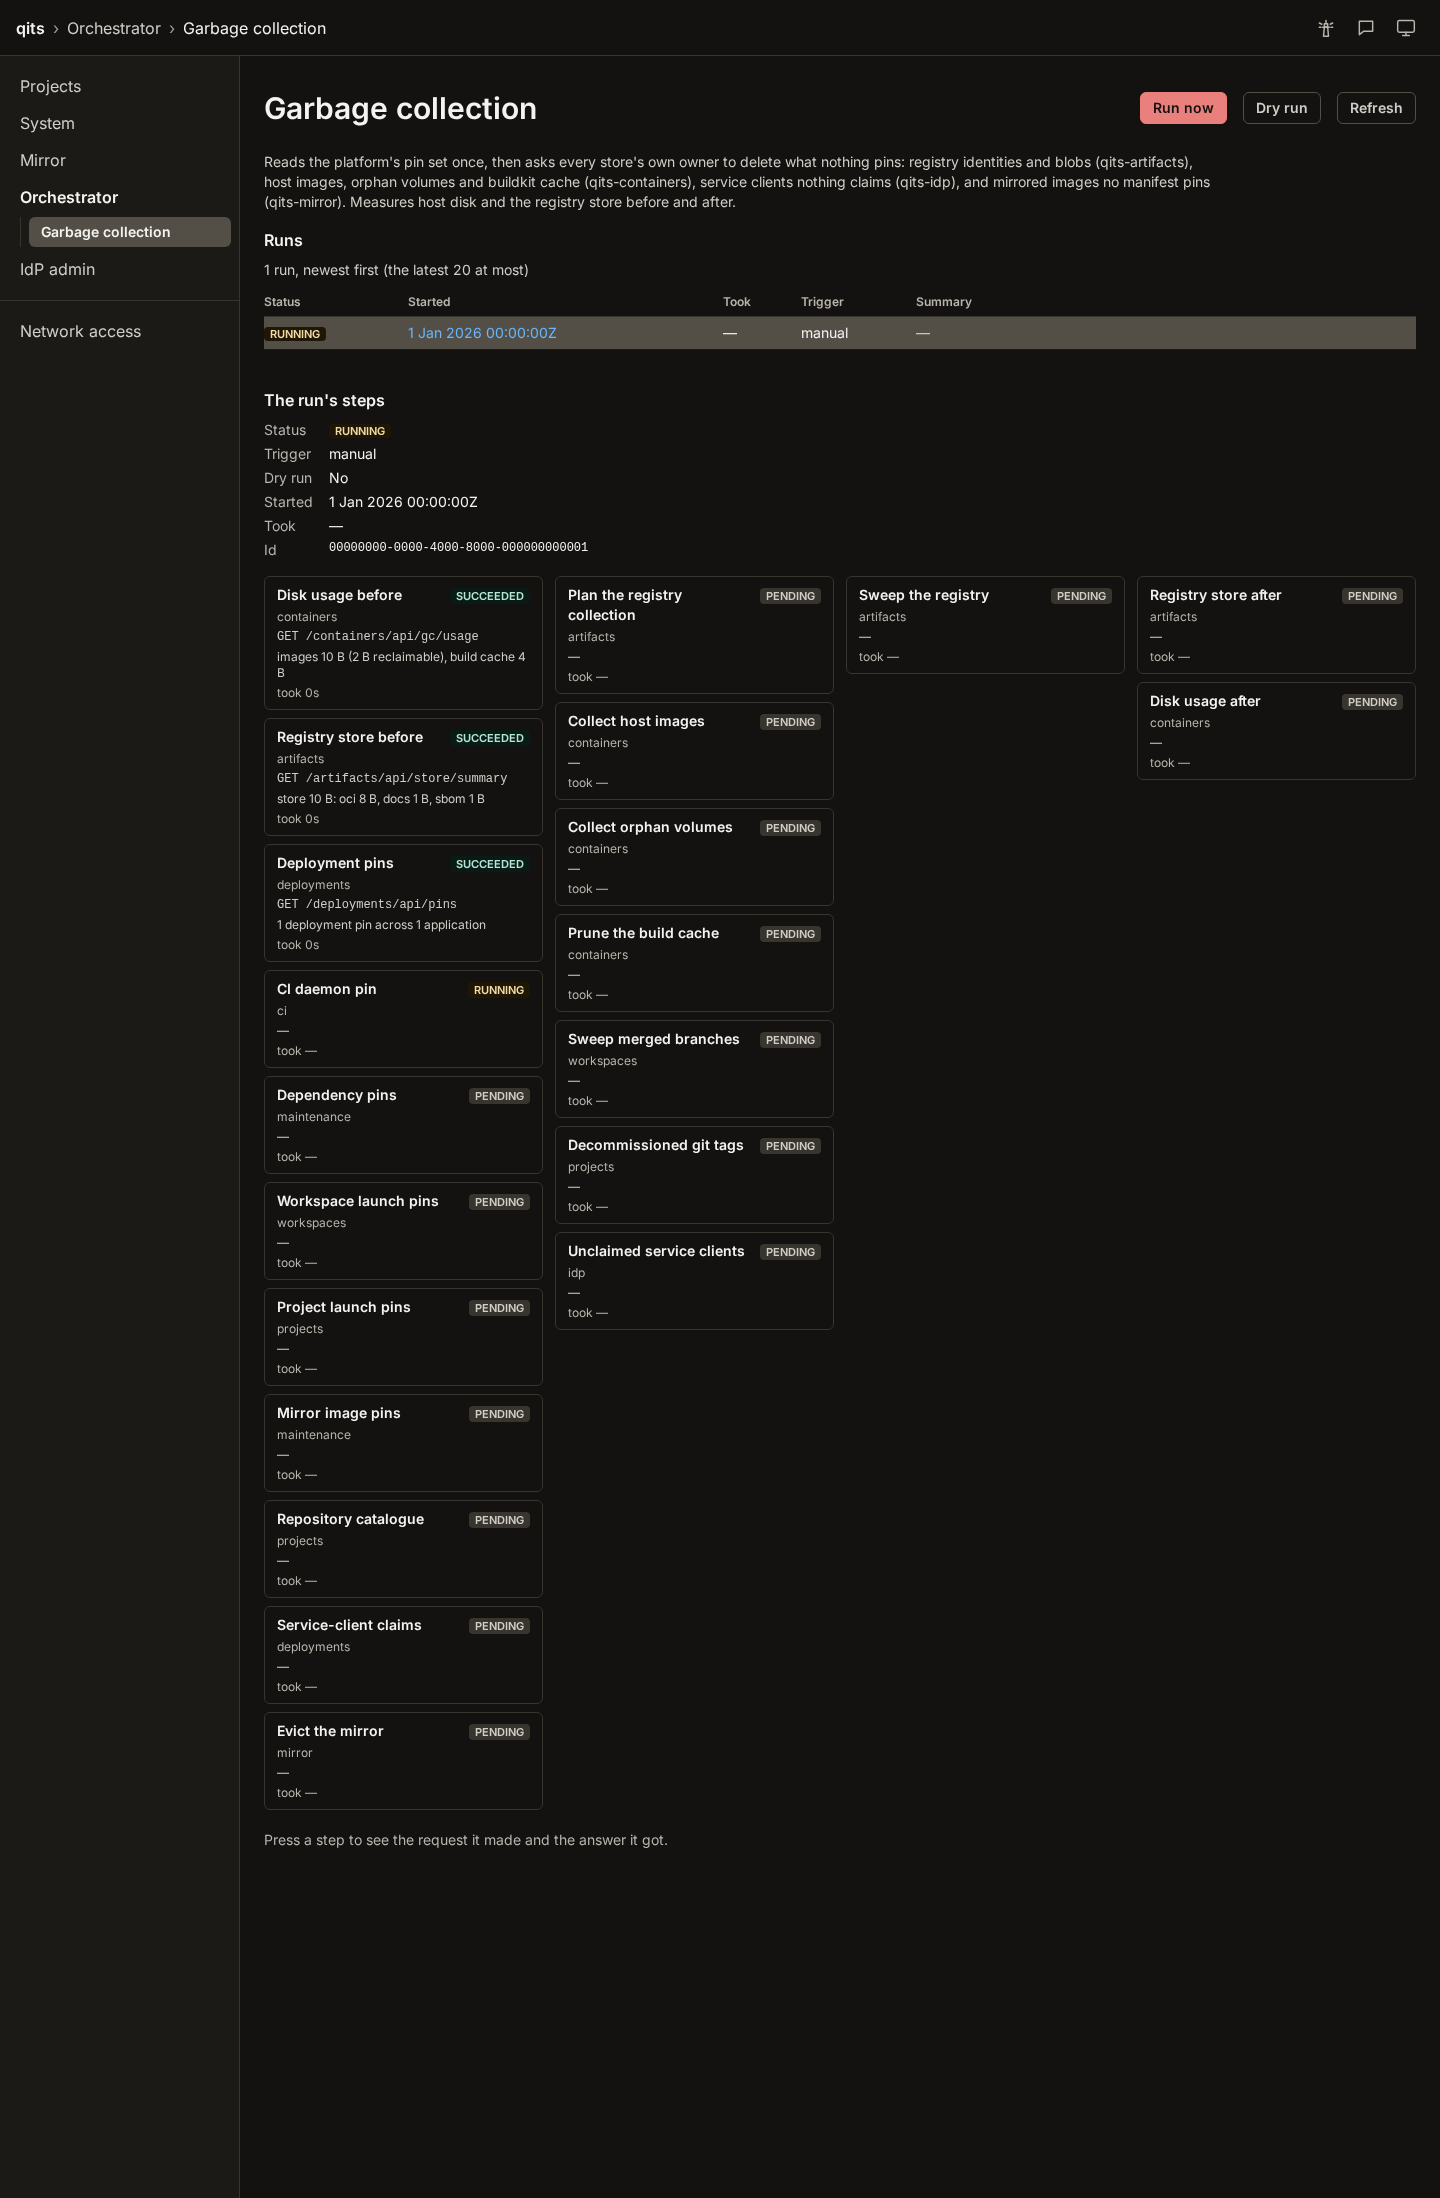 qits › Orchestrator › Garbage collection
Projects
System
Mirror
Orchestrator
Garbage collection
IdP admin
Network access
Garbage collection
Run now
Dry run
Refresh
Reads the platform's pin set once, then asks every store's own owner to delete what nothing pins: registry identities and blobs (qits-artifacts),
host images, orphan volumes and buildkit cache (qits-containers), service clients nothing claims (qits-idp), and mirrored images no manifest pins
(qits-mirror). Measures host disk and the registry store before and after.
Runs
1 run, newest first (the latest 20 at most)
Status Started Took Trigger Summary
RUNNING 1 Jan 2026 00:00:00Z — manual —
The run's steps
Status RUNNING
Trigger manual
Dry run No
Started 1 Jan 2026 00:00:00Z
Took —
Id 00000000-0000-4000-8000-000000000001
Disk usage before SUCCEEDED
containers
GET /containers/api/gc/usage
images 10 B (2 B reclaimable), build cache 4
B
took 0s
Registry store before SUCCEEDED
artifacts
GET /artifacts/api/store/summary
store 10 B: oci 8 B, docs 1 B, sbom 1 B
took 0s
Deployment pins SUCCEEDED
deployments
GET /deployments/api/pins
1 deployment pin across 1 application
took 0s
CI daemon pin RUNNING
ci
—
took —
Dependency pins PENDING
maintenance
—
took —
Workspace launch pins PENDING
workspaces
—
took —
Project launch pins PENDING
projects
—
took —
Mirror image pins PENDING
maintenance
—
took —
Repository catalogue PENDING
projects
—
took —
Service-client claims PENDING
deployments
—
took —
Evict the mirror PENDING
mirror
—
took —
Plan the registry PENDING
collection
artifacts
—
took —
Collect host images PENDING
containers
—
took —
Collect orphan volumes PENDING
containers
—
took —
Prune the build cache PENDING
containers
—
took —
Sweep merged branches PENDING
workspaces
—
took —
Decommissioned git tags PENDING
projects
—
took —
Unclaimed service clients PENDING
idp
—
took —
Sweep the registry PENDING
artifacts
—
took —
Registry store after PENDING
artifacts
—
took —
Disk usage after PENDING
containers
—
took —
Press a step to see the request it made and the answer it got.